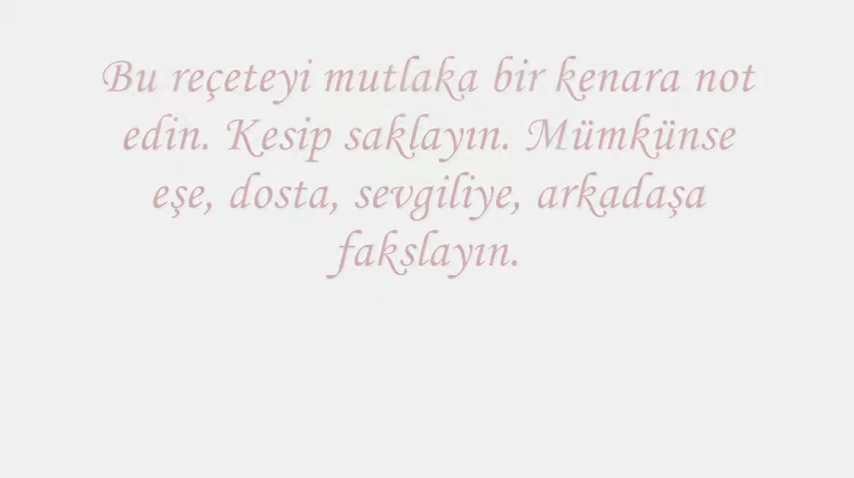 Bu reçeteyi mutlaka bir kenara not
edin. Kesip saklayın. Mümkünse
eşe, dosta, sevgiliye, arkadaşa
fakslayın.